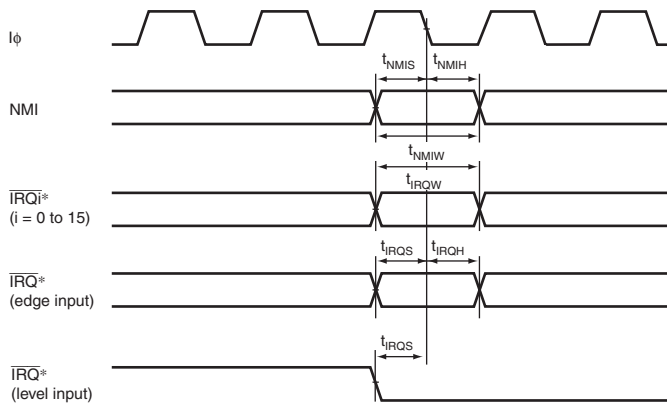 Iϕ
tNMIS tNMIH
NMI
tNMIW
IRQi*
(i = 0 to 15)
tIRQW
tIRQS tIRQH
IRQ*
(edge input)
tIRQS
IRQ*
(level input)